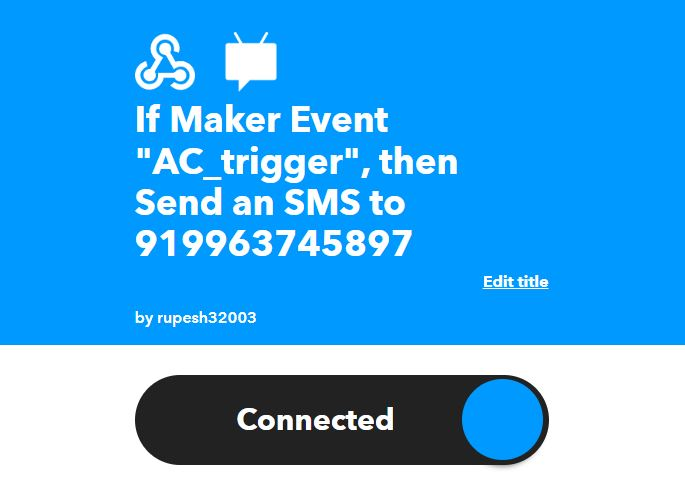 If Maker Event
"AC_trigger", then
Send an SMS to
919963745897
Edit title
by rupesh32003
Connected